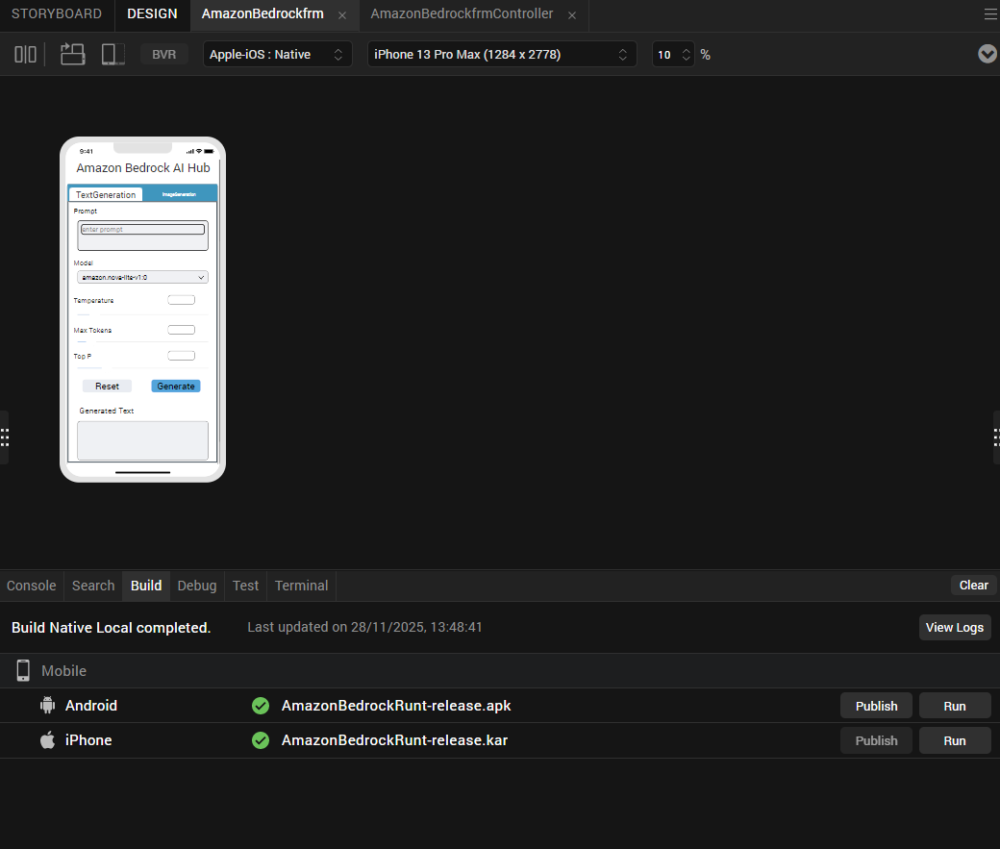 STORYBOARD DESIGN AmazonBedrockfrm AmazonBedrockfrmController
BVR Apple-iOS : Native iPhone 13 Pro Max (1284 x 2778) 10 %
9:41
Amazon Bedrock AI Hub
TextGeneration ImageGeneration
Prompt
enter prompt
Model
amazon.nova-lite-v1:0
Temperature
Max Tokens
Top P
Reset Generate
Generated Text
Console Search Build Debug Test Terminal Clear
Build Native Local completed. Last updated on 28/11/2025, 13:48:41 View Logs
Mobile
Android AmazonBedrockRunt-release.apk Publish Run
iPhone AmazonBedrockRunt-release.kar Publish Run